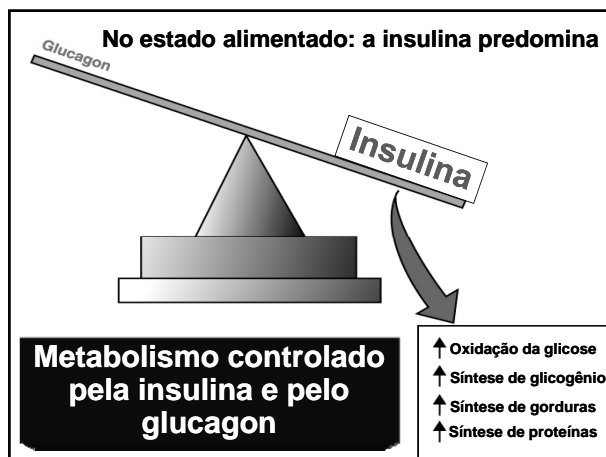 No estado alimentado: a insulina predomina
Glucagon
Insulina
Metabolismo controlado
pela insulina e pelo
glucagon
Oxidação da glicose
Síntese de glicogênio
Síntese de gorduras
Síntese de proteínas